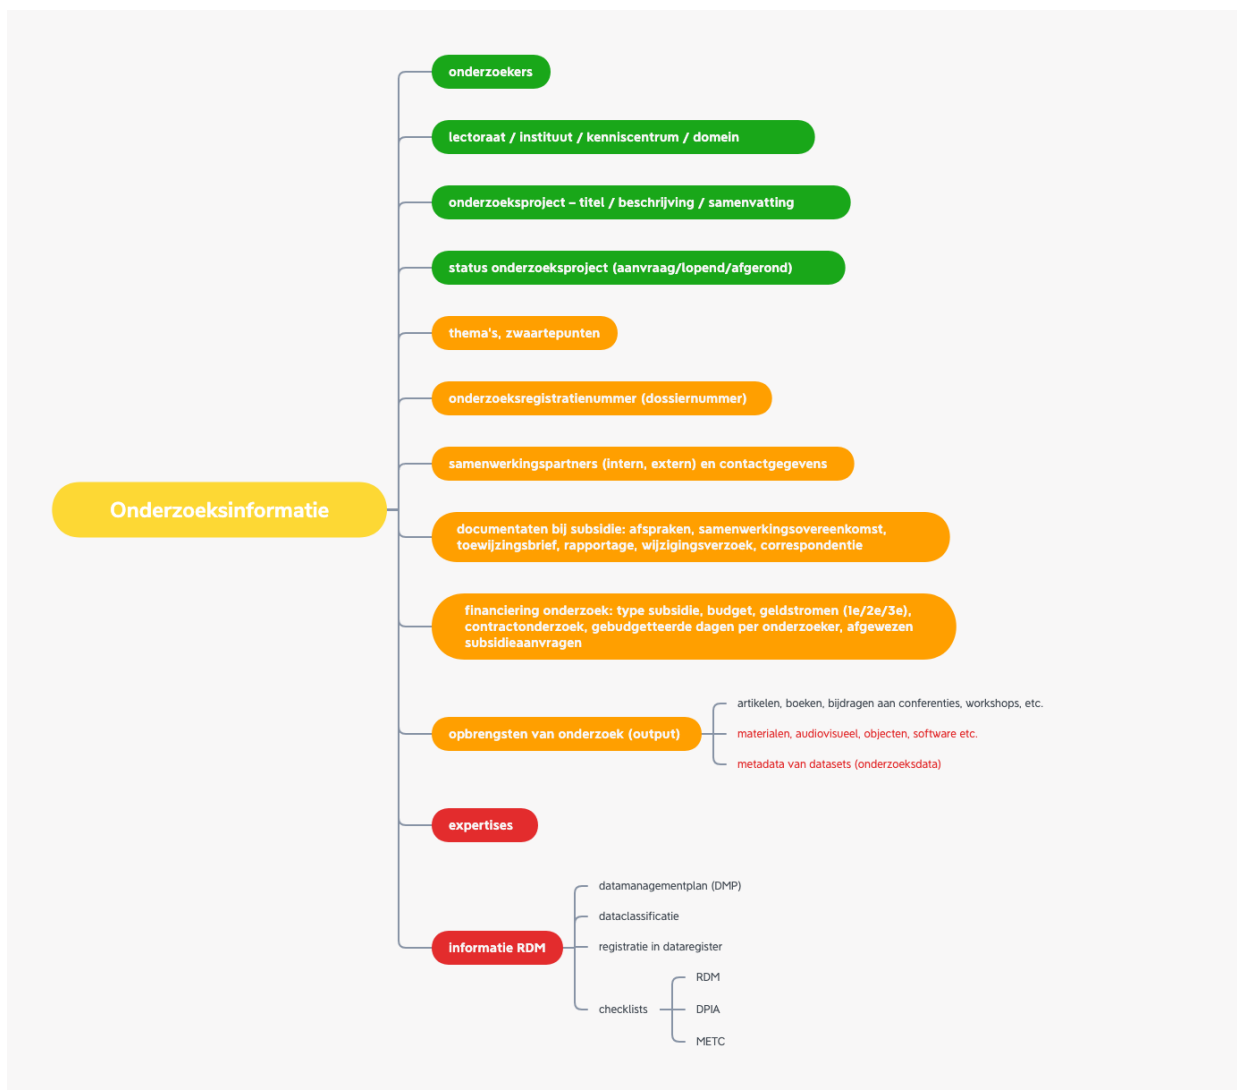 onderzoekers
lectoraat / instituut / kenniscentrum / domein
onderzoeksproject – titel / beschrijving / samenvatting
status onderzoeksproject (aanvraag/lopend/afgerond)
thema's, zwaartepunten
onderzoeksregistratienummer (dossiernummer)
samenwerkingspartners (intern, extern) en contactgegevens
Onderzoeksinformatie
documentaten bij subsidie: afspraken, samenwerkingsovereenkomst,
toewijzingsbrief, rapportage, wijzigingsverzoek, correspondentie
financiering onderzoek: type subsidie, budget, geldstromen (1e/2e/3e),
contractonderzoek, gebudgetteerde dagen per onderzoeker, afgewezen
subsidieaanvragen
opbrengsten van onderzoek (output)
artikelen, boeken, bijdragen aan conferenties, workshops, etc.
materialen, audiovisueel, objecten, software etc.
metadata van datasets (onderzoeksdata)
expertises
informatie RDM
datamanagementplan (DMP)
dataclassificatie
registratie in dataregister
checklists
RDM
DPIA
METC